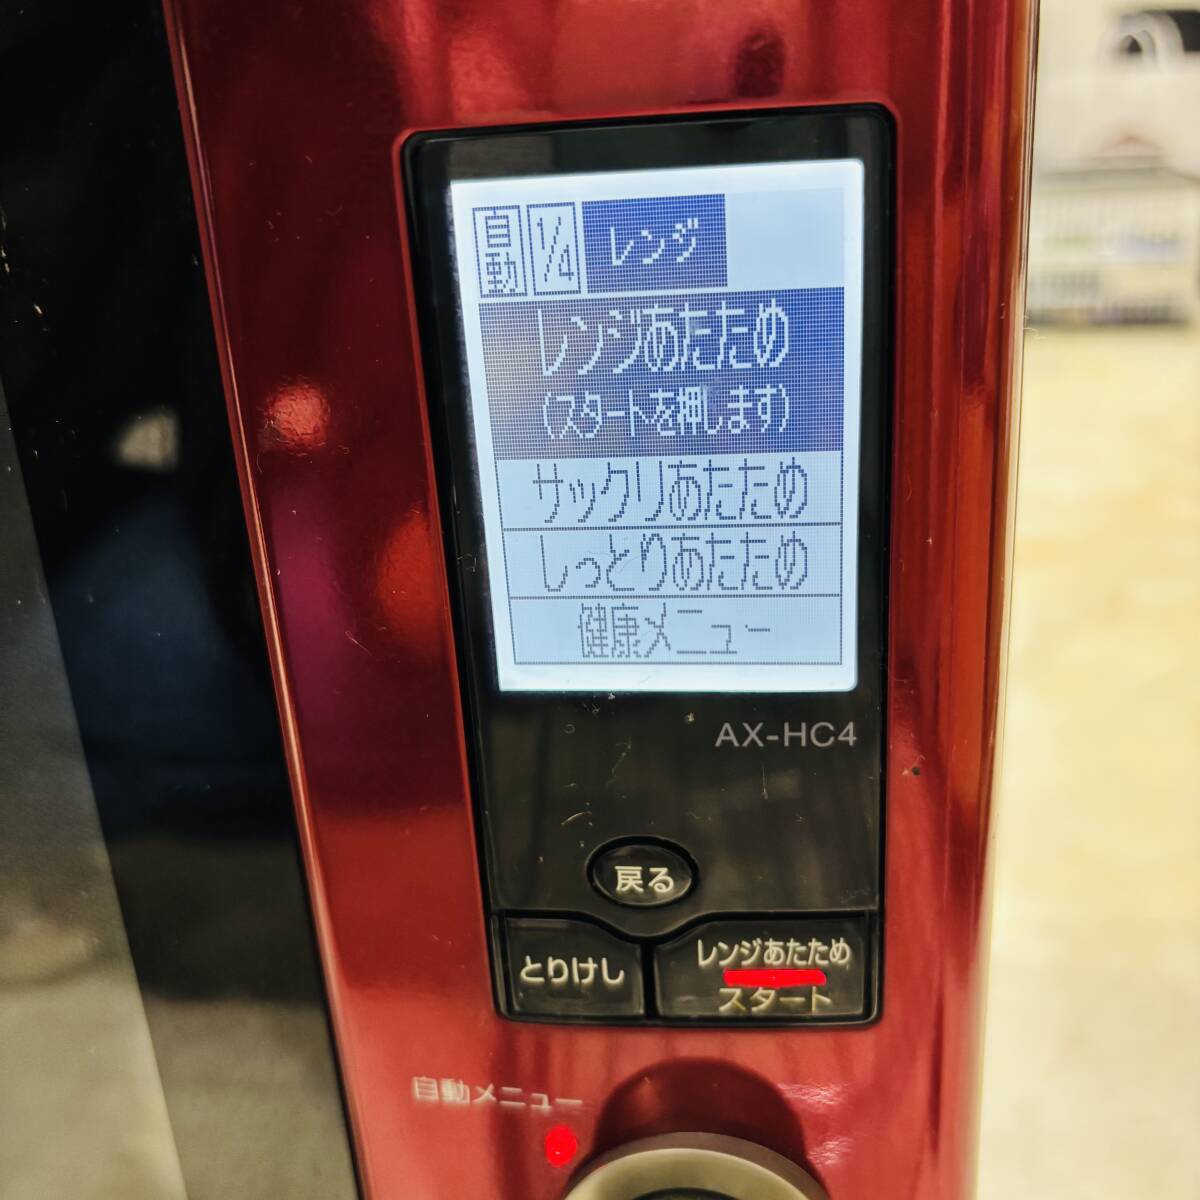 自動 1/4 レンジ
レンジあたため
(スタートを押します)
サックリあたため
しっとりあたため
健康メニュー
AX-HC4
戻る
とりけし
レンジあたため
スタート
自動メニュー